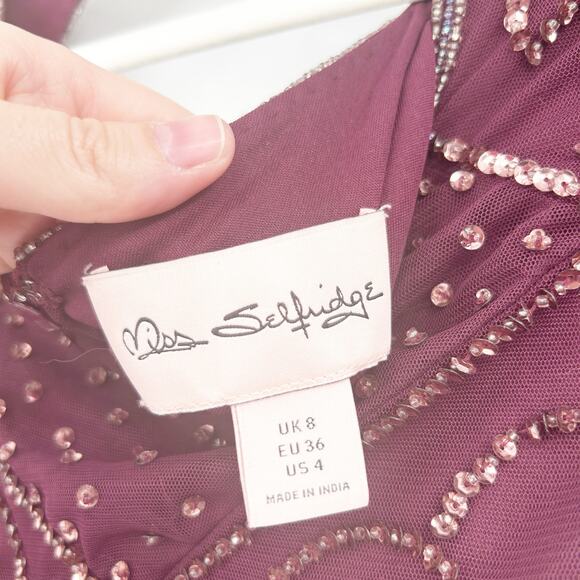 Miss Selfridge
UK 8
EU 36
US 4
MADE IN INDIA